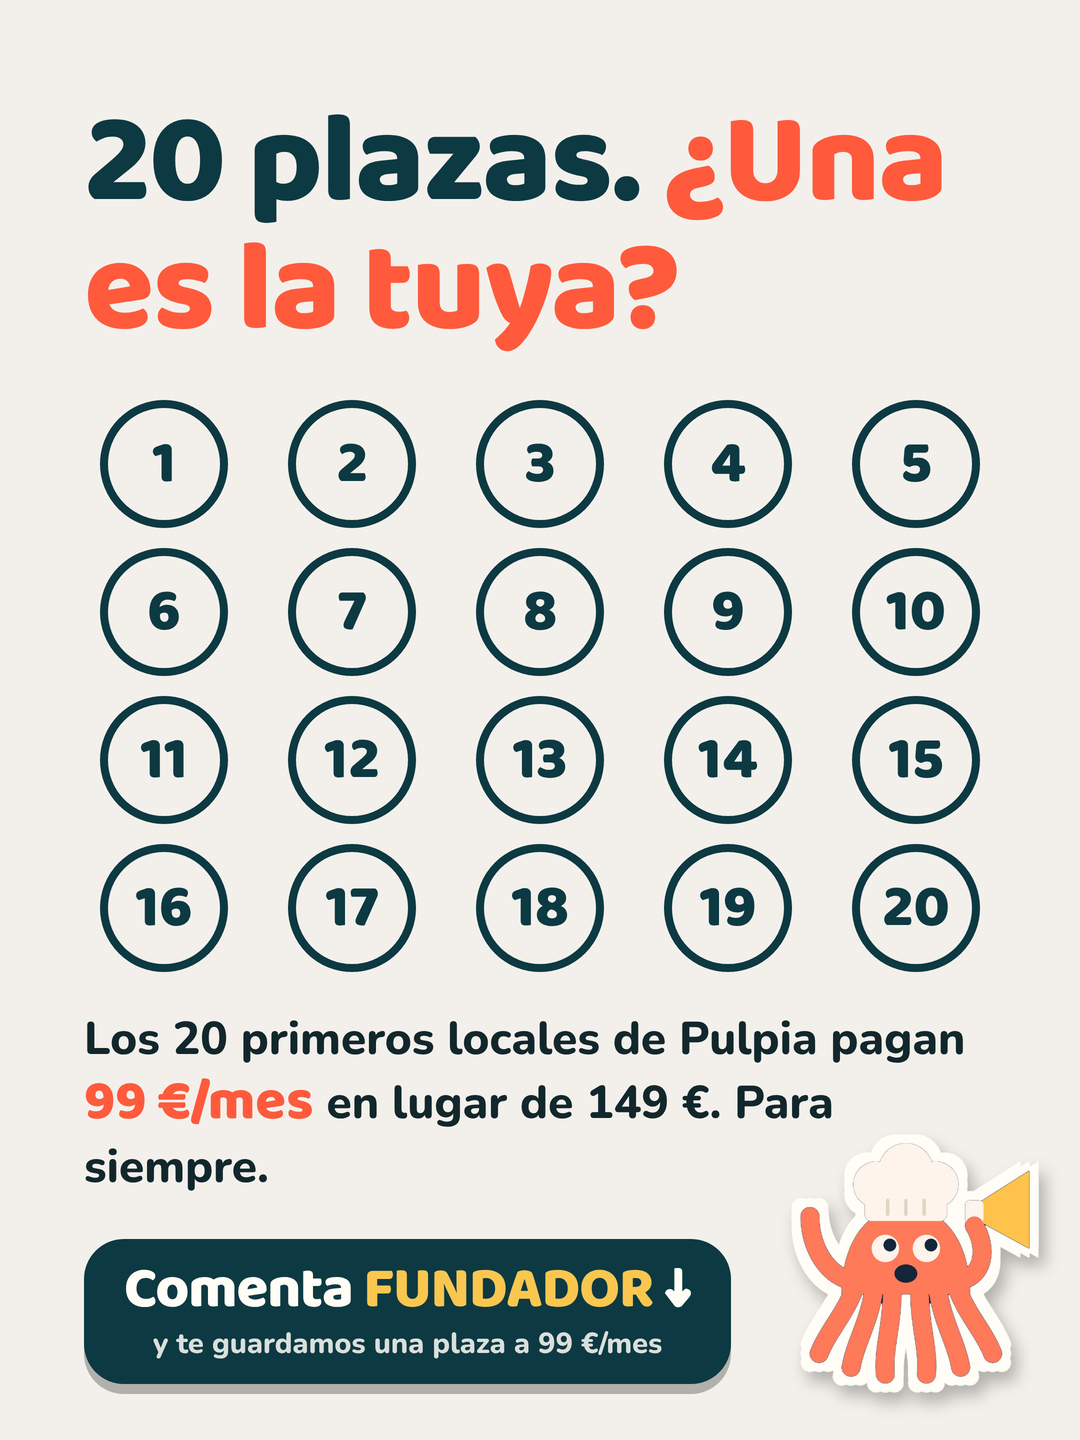 20 plazas. ¿Una
es la tuya?
1 2 3 4 5
6 7 8 9 10
11 12 13 14 15
16 17 18 19 20
Los 20 primeros locales de Pulpia pagan
99 €/mes en lugar de 149 €. Para
siempre.
Comenta FUNDADOR ↓
y te guardamos una plaza a 99 €/mes